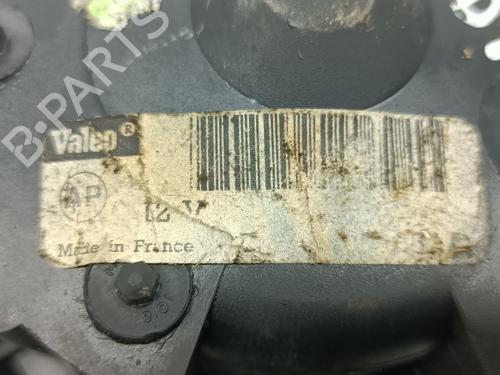 B-PARTS
Valeo®
AP
12 V
Made in France